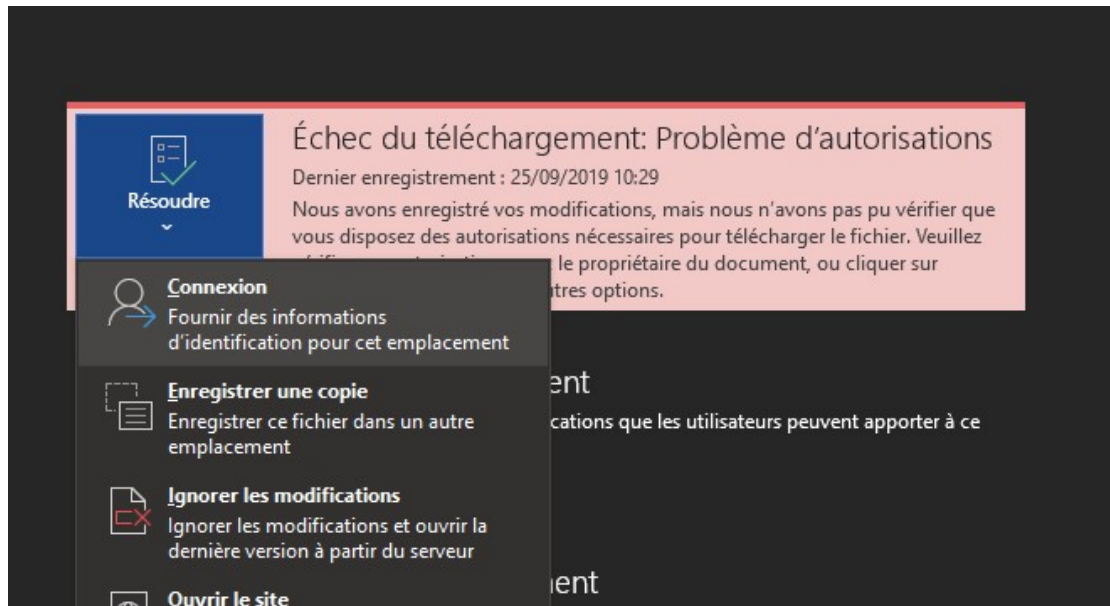 Échec du téléchargement: Problème d'autorisations
Dernier enregistrement : 25/09/2019 10:29
Résoudre
Nous avons enregistré vos modifications, mais nous n'avons pas pu vérifier que
vous disposez des autorisations nécessaires pour télécharger le fichier. Veuillez
le propriétaire du document, ou cliquer sur
options.
Connexion
Fournir des informations
d'identification pour cet emplacement
Enregistrer une copie
Enregistrer ce fichier dans un autre
emplacement
que les utilisateurs peuvent apporter à ce
Ignorer les modifications
Ignorer les modifications et ouvrir la
dernière version à partir du serveur
Ouvrir le site